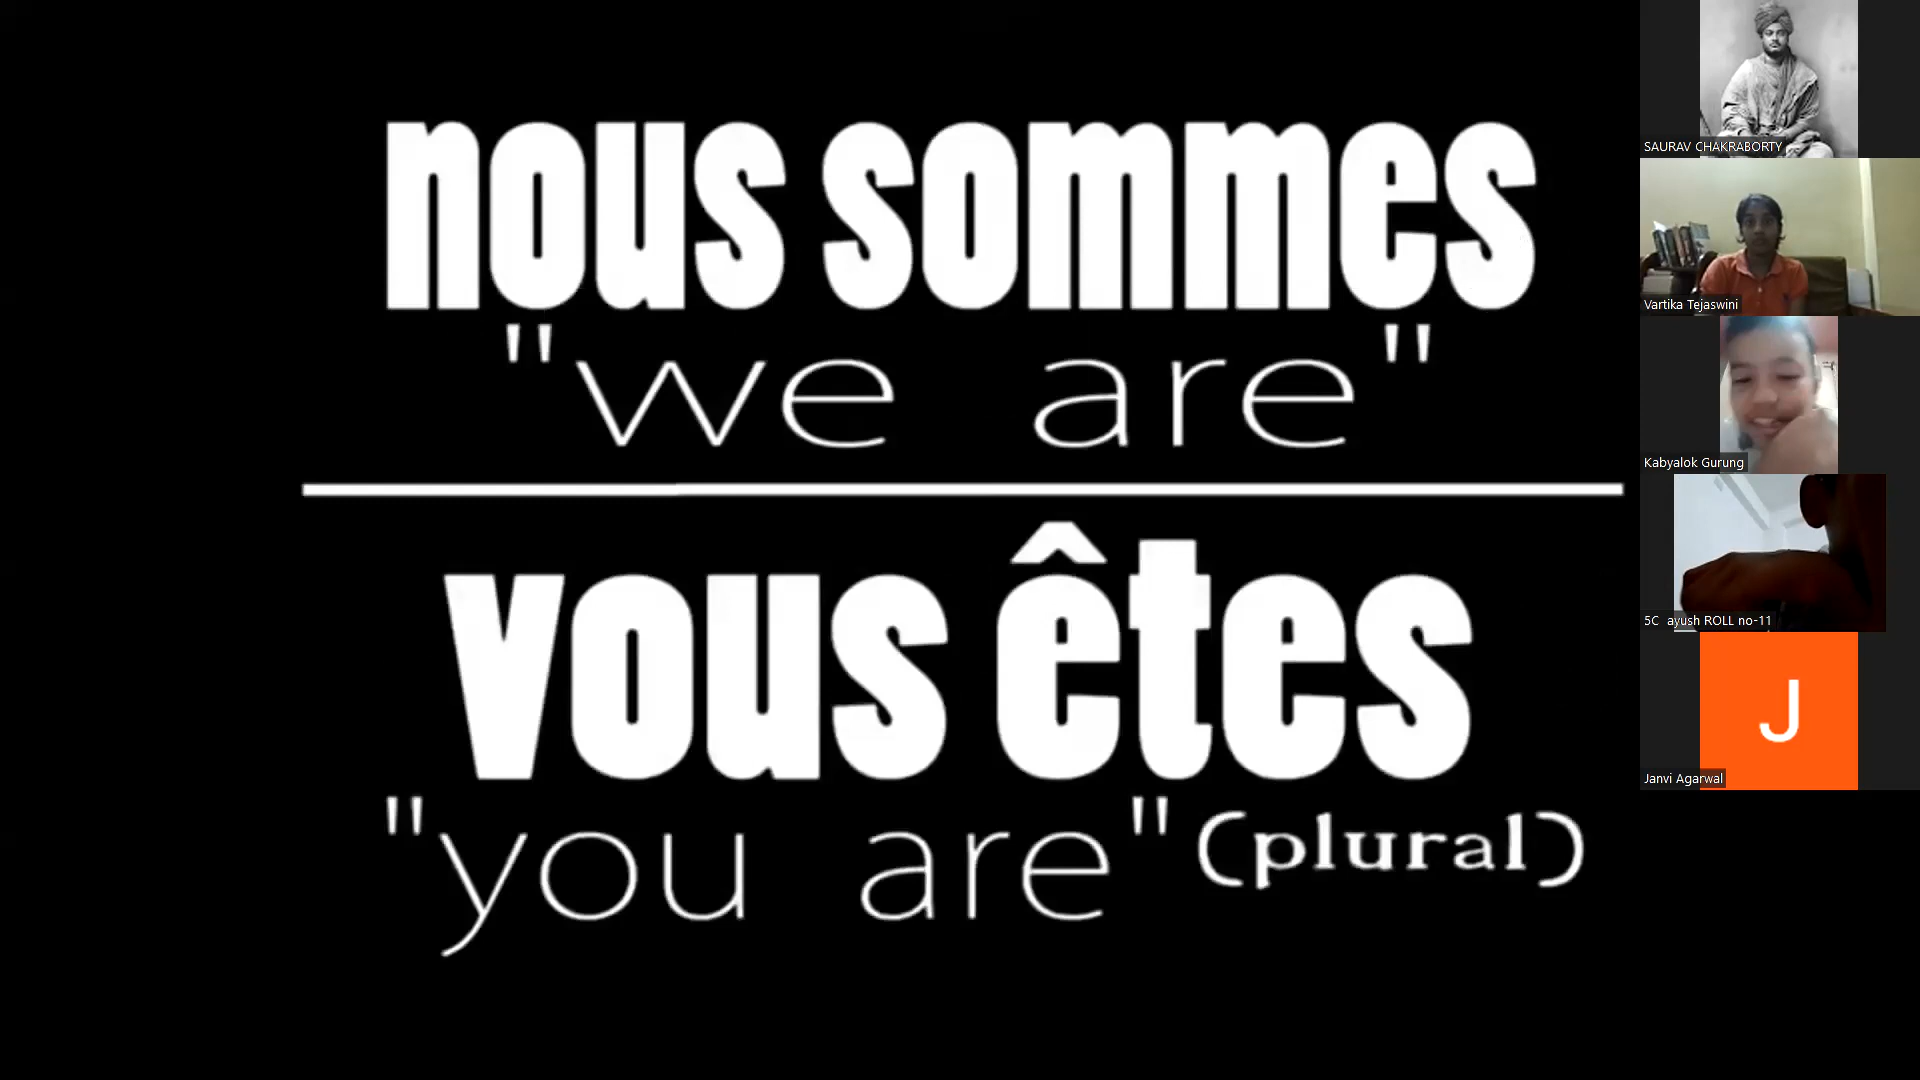 nous sommes
"we are"
vous êtes
"you are" (plural)
SAURAV CHAKRABORTY
Vartika Tejaswini
Kabyalok Gurung
5C ayush ROLL no-11
J
Janvi Agarwal